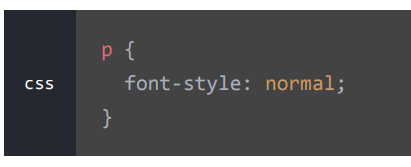 css
p {
  font-style: normal;
}